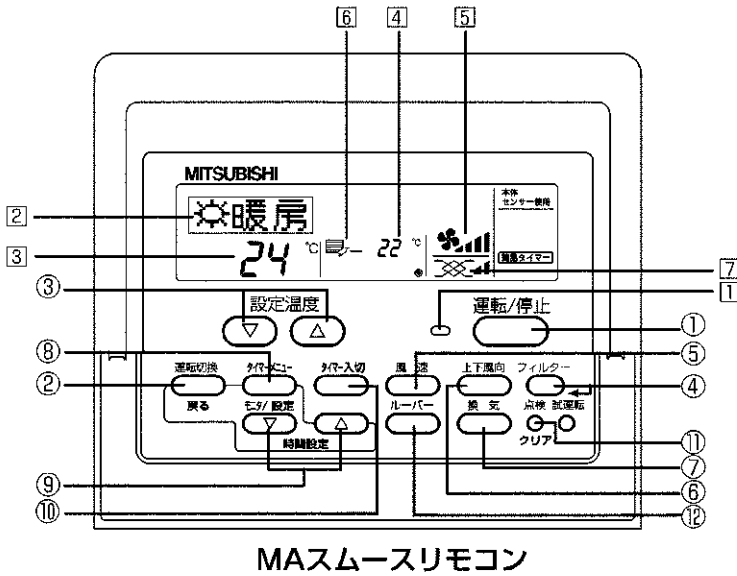 6 4 5
MITSUBISHI
本体
センサー使用
2 暖房
3 24 ℃ 22 ℃
簡易タイマー
7
1
③ 設定温度 運転/停止
▽ △ ①
⑧ ⑤
運転切換 タイマーメニュー タイマー入切 風速 上下風向 フィルター
② ④
戻る モニタ/設定 ルーバー 換気 点検 試運転
▽ △
時間設定 クリア ⑪
⑨ ⑦
⑩ ⑥
⑫
MAスムースリモコン